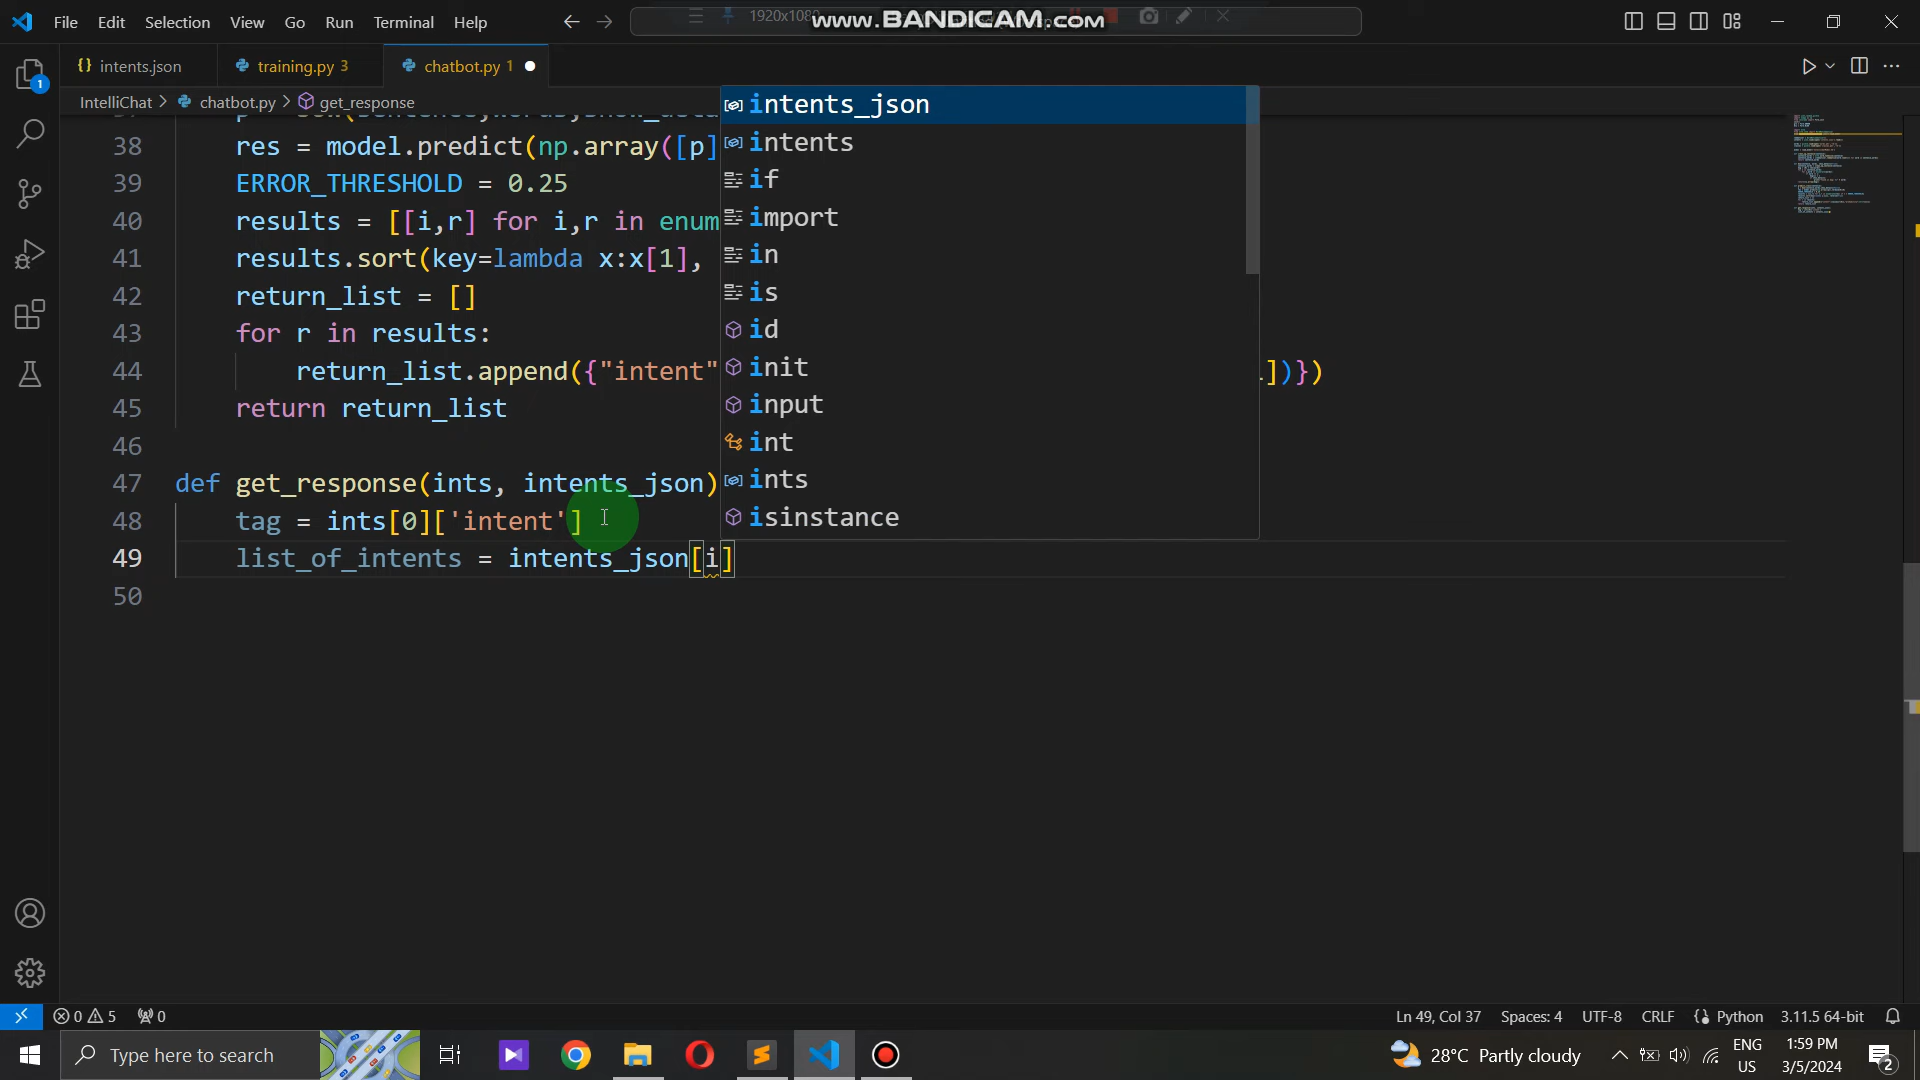 File Edit Selection View Go Run Terminal Help
1920x1080
www.BANDICAM.com
intents.json
training.py 3
chatbot.py 1
1
IntelliChat > chatbot.py > get_response
38 res = model.predict(np.array([p]
39 ERROR_THRESHOLD = 0.25
40 results = [[i,r] for i,r in enum
41 results.sort(key=lambda x:x[1],
42 return_list = []
43 for r in results:
44 return_list.append({"intent" ])})
45 return return_list
46
47 def get_response(ints, intents_json)
48 tag = ints[0]['intent']
49 list_of_intents = intents_json[i]
50
intents_json
intents
if
import
in
is
id
init
input
int
ints
isinstance
0 5 0
Ln 49, Col 37 Spaces: 4 UTF-8 CRLF Python 3.11.5 64-bit
Type here to search
28°C Partly cloudy
ENG
US
1:59 PM
3/5/2024
2